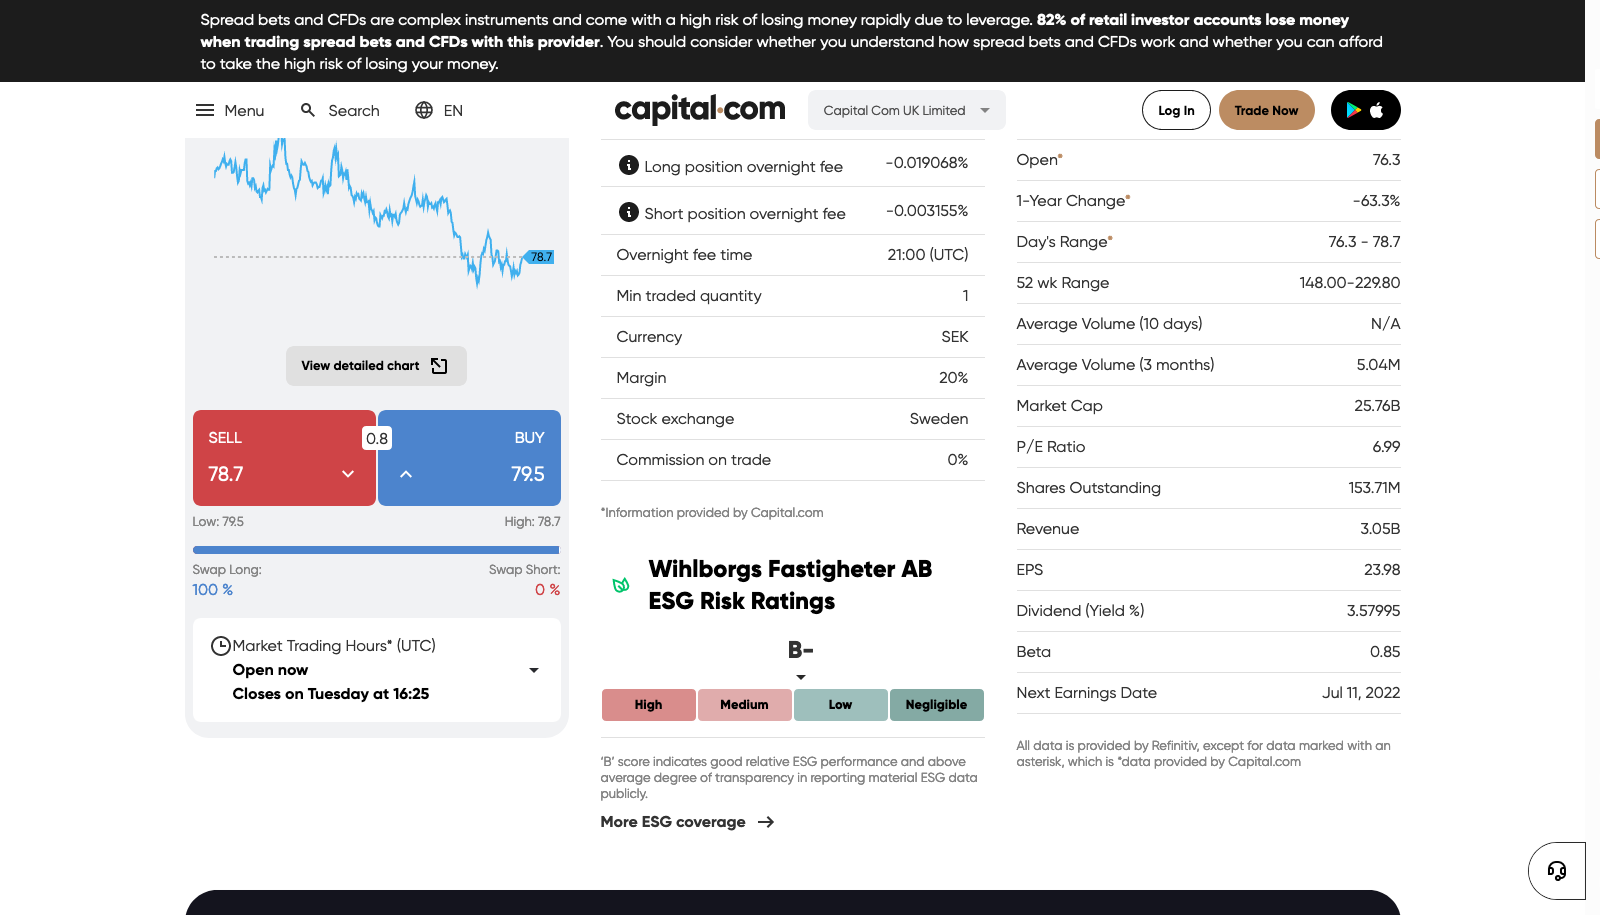 Spread bets and CFDs are complex instruments and come with a high risk of losing money rapidly due to leverage. 82% of retail investor accounts lose money
when trading spread bets and CFDs with this provider. You should consider whether you understand how spread bets and CFDs work and whether you can afford
to take the high risk of losing your money.
Menu
Search
EN
capital.com
Capital Com UK Limited
Log In
Trade Now
78.7
View detailed chart
SELL
78.7
0.8
BUY
79.5
Low: 79.5
High: 78.7
Swap Long:
Swap Short:
100 %
0 %
Market Trading Hours* (UTC)
Open now
Closes on Tuesday at 16:25
Long position overnight fee -0.019068%
Short position overnight fee -0.003155%
Overnight fee time 21:00 (UTC)
Min traded quantity 1
Currency SEK
Margin 20%
Stock exchange Sweden
Commission on trade 0%
*Information provided by Capital.com
Wihlborgs Fastigheter AB
ESG Risk Ratings
B-
High Medium Low Negligible
‘B’ score indicates good relative ESG performance and above
average degree of transparency in reporting material ESG data
publicly.
More ESG coverage
Open* 76.3
1-Year Change* -63.3%
Day's Range* 76.3 - 78.7
52 wk Range 148.00-229.80
Average Volume (10 days) N/A
Average Volume (3 months) 5.04M
Market Cap 25.76B
P/E Ratio 6.99
Shares Outstanding 153.71M
Revenue 3.05B
EPS 23.98
Dividend (Yield %) 3.57995
Beta 0.85
Next Earnings Date Jul 11, 2022
All data is provided by Refinitiv, except for data marked with an
asterisk, which is *data provided by Capital.com